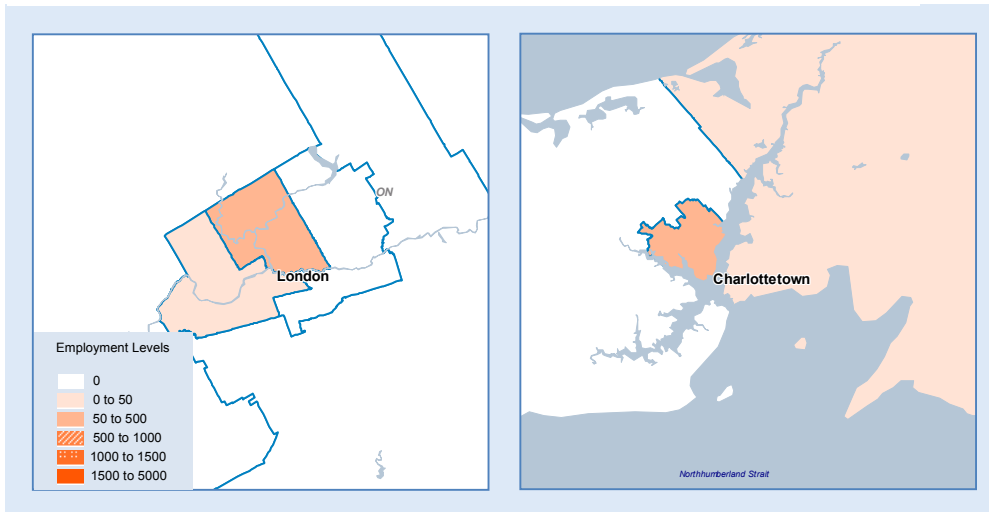 ON
London
Employment Levels
0
0 to 50
50 to 500
500 to 1000
1000 to 1500
1500 to 5000
Charlottetown
Northhumberland Strait